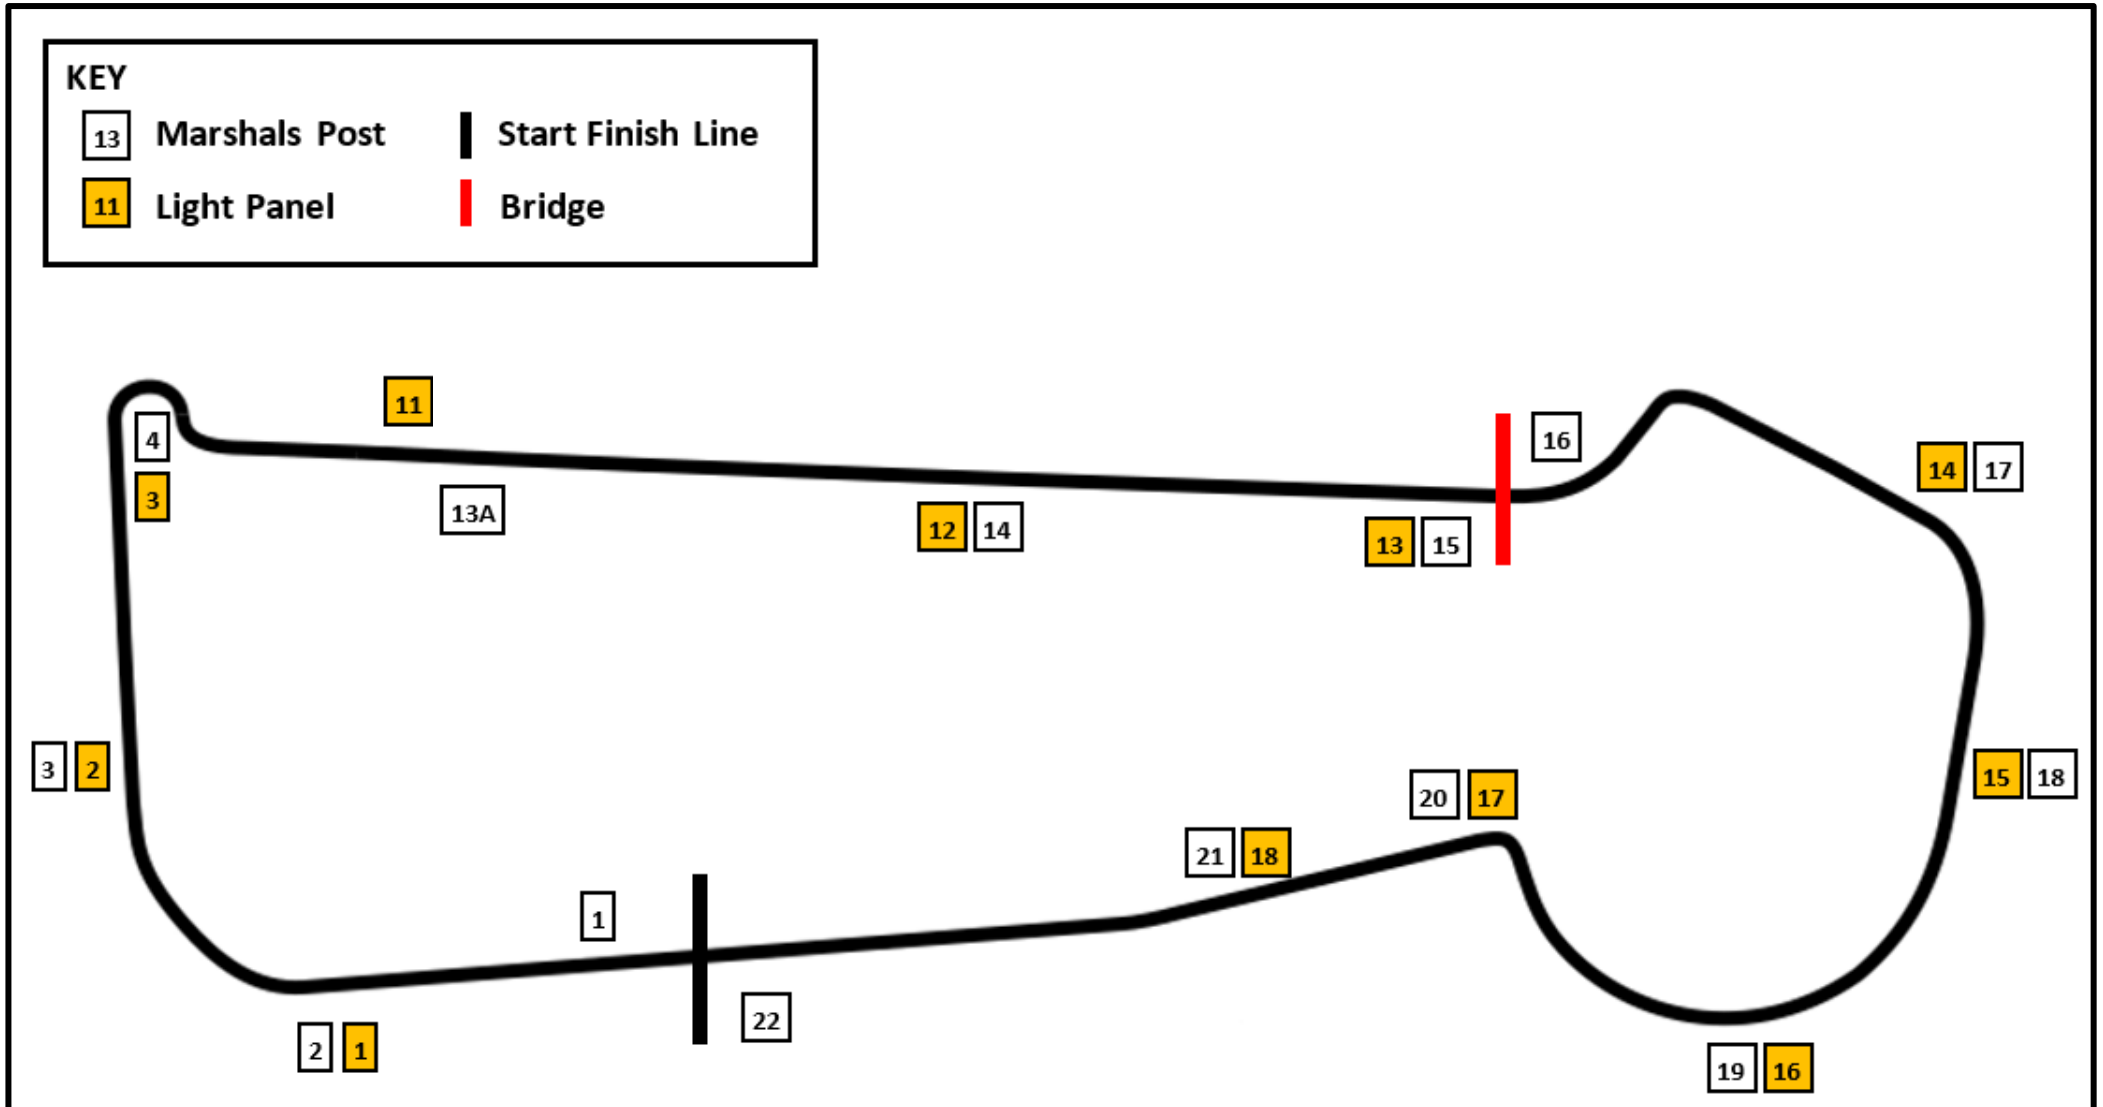 KEY
13 Marshals Post Start Finish Line
11 Light Panel Bridge
11
4 16
3 14 17
13A 12 14 13 15
3 2 15 18
20 17
21 18
1
22
2 1 19 16